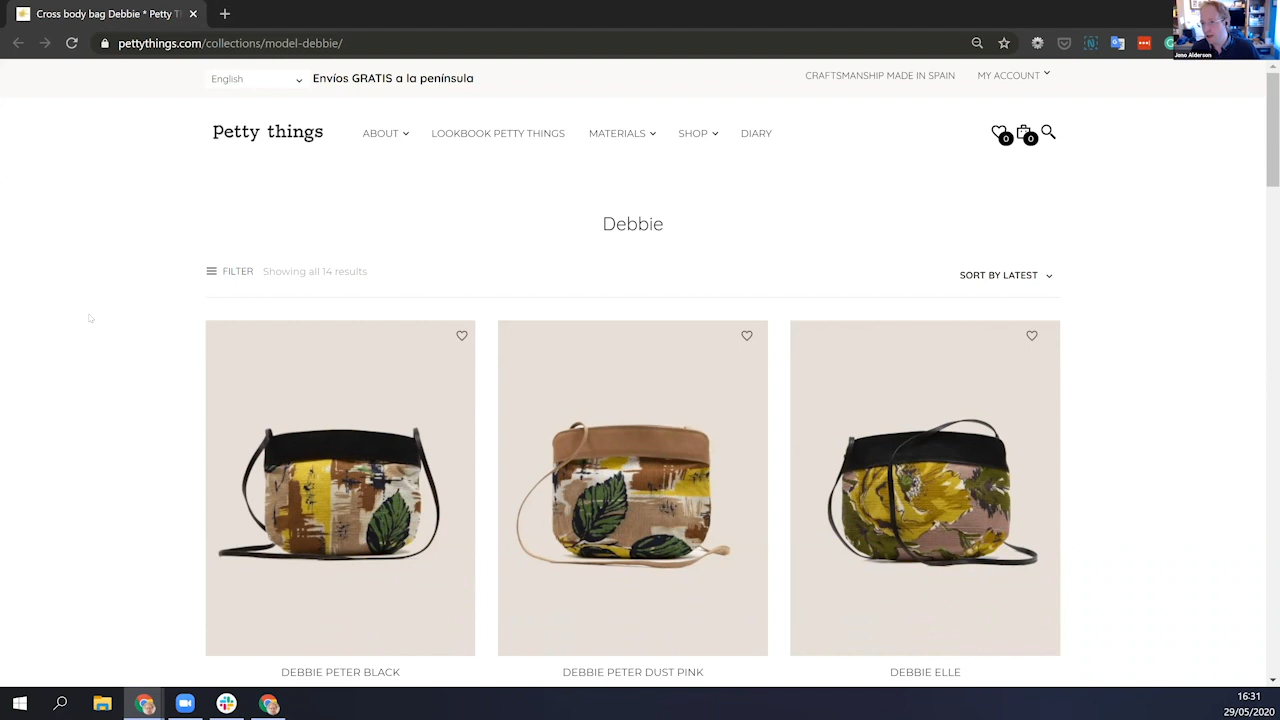 Cross body bag Debbie * Petty T
pettythings.com/collections/model-debbie/
Jono Alderson
English
Envíos GRATIS a la península
CRAFTSMANSHIP MADE IN SPAIN
MY ACCOUNT
Petty things
ABOUT
LOOKBOOK PETTY THINGS
MATERIALS
SHOP
DIARY
0
0
Debbie
FILTER
Showing all 14 results
SORT BY LATEST
DEBBIE PETER BLACK
DEBBIE PETER DUST PINK
DEBBIE ELLE
16:31
29/05/2020